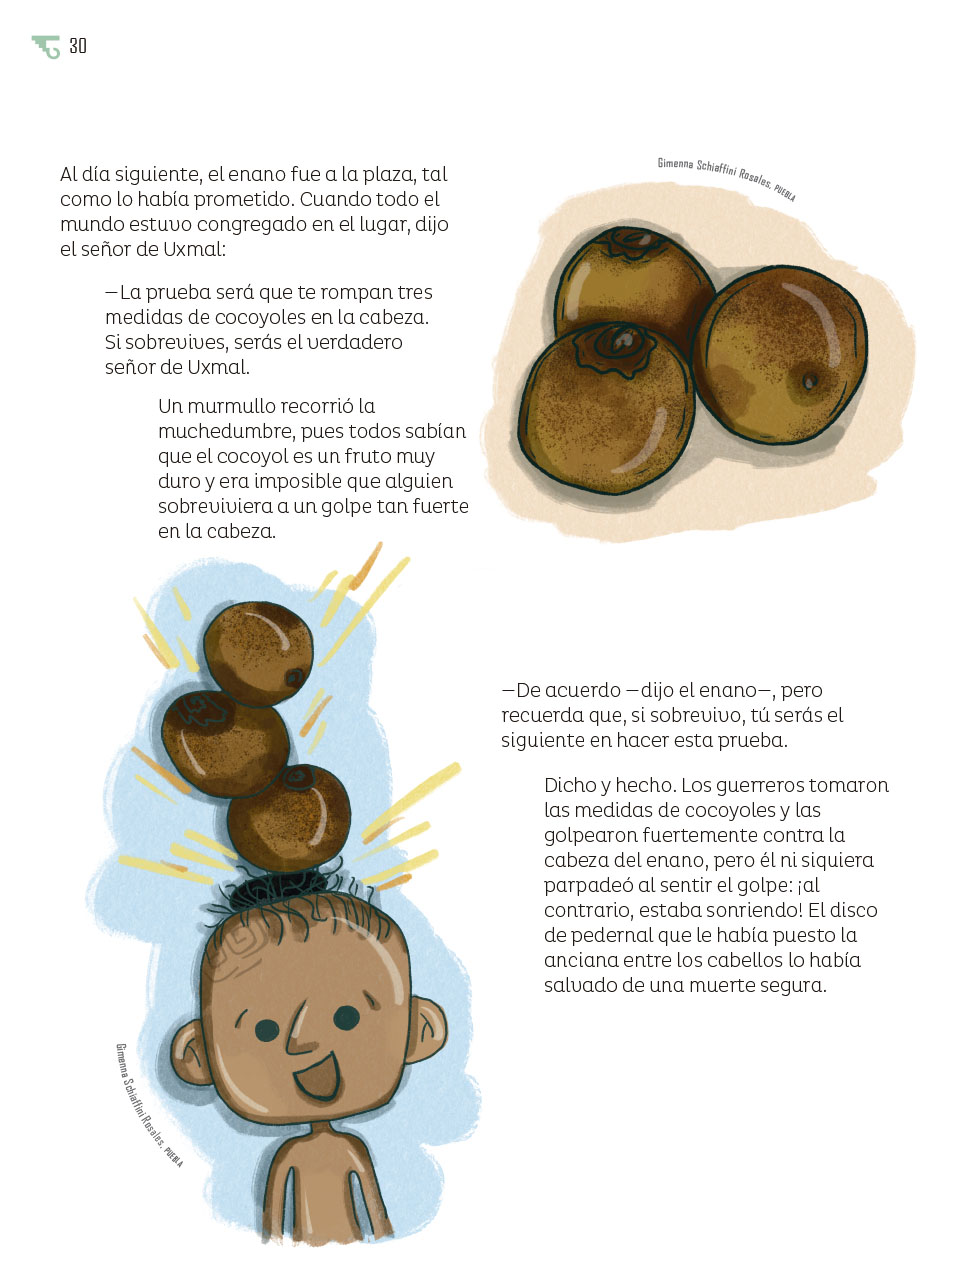 30
Gimenna Schiaffini Rosales, PUEBLA
Al día siguiente, el enano fue a la plaza, tal
como lo había prometido. Cuando todo el
mundo estuvo congregado en el lugar, dijo
el señor de Uxmal:
—La prueba será que te rompan tres
medidas de cocoyoles en la cabeza.
Si sobrevives, serás el verdadero
señor de Uxmal.
Un murmullo recorrió la
muchedumbre, pues todos sabían
que el cocoyol es un fruto muy
duro y era imposible que alguien
sobreviviera a un golpe tan fuerte
en la cabeza.
—De acuerdo —dijo el enano—, pero
recuerda que, si sobrevivo, tú serás el
siguiente en hacer esta prueba.
Dicho y hecho. Los guerreros tomaron
las medidas de cocoyoles y las
golpearon fuertemente contra la
cabeza del enano, pero él ni siquiera
parpadeó al sentir el golpe: ¡al
contrario, estaba sonriendo! El disco
de pedernal que le había puesto la
anciana entre los cabellos lo había
salvado de una muerte segura.
Gimenna Schiaffini Rosales, PUEBLA